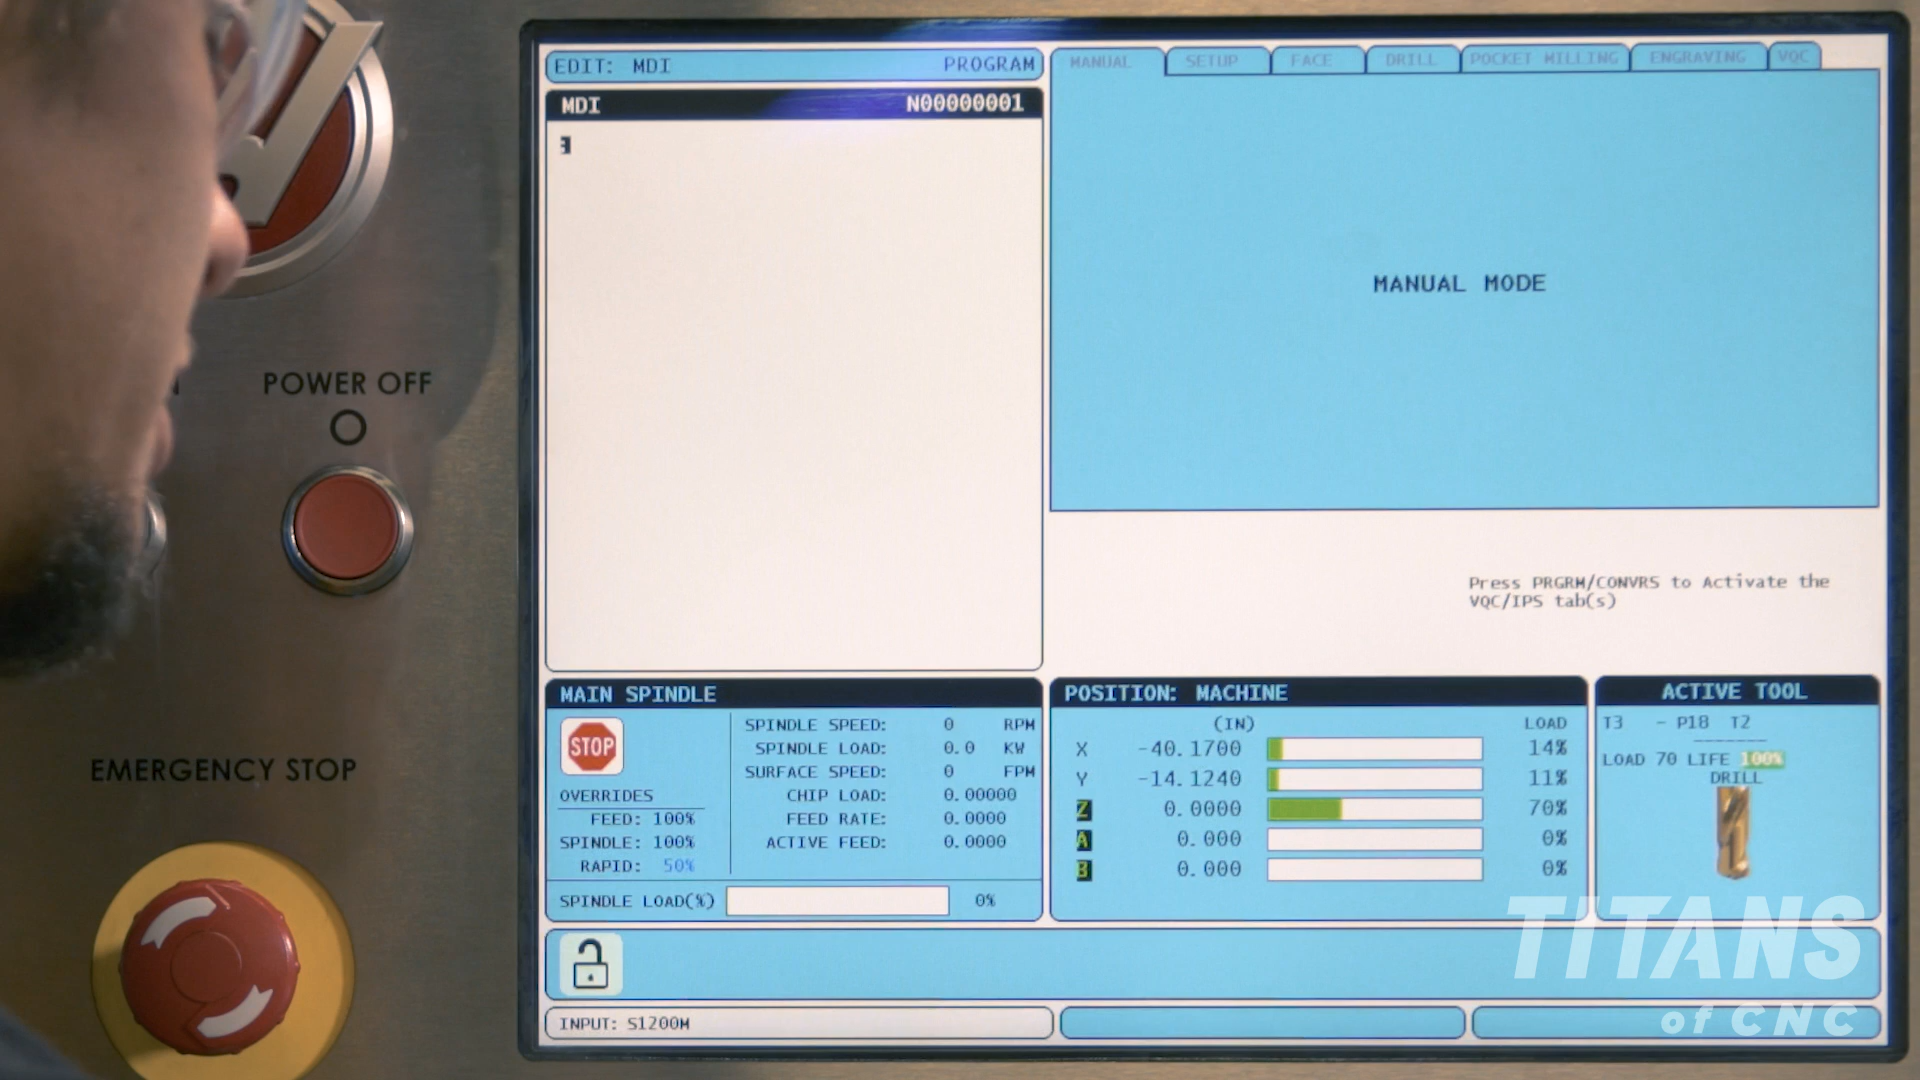 EDIT: MDI PROGRAM
MDI N00000001
MANUAL SETUP FACE DRILL POCKET MILLING ENGRAVING VQC
MANUAL MODE
Press PRGRM/CONVRS to Activate the
VQC/IPS tab(s)
POWER OFF
EMERGENCY STOP
MAIN SPINDLE
STOP
OVERRIDES
FEED: 100%
SPINDLE: 100%
RAPID: 50%
SPINDLE SPEED: 0 RPM
SPINDLE LOAD: 0.0 KW
SURFACE SPEED: 0 FPM
CHIP LOAD: 0.00000
FEED RATE: 0.0000
ACTIVE FEED: 0.0000
SPINDLE LOAD(%) 0%
POSITION: MACHINE
(IN) LOAD
X -40.1700 14%
Y -14.1240 11%
Z 0.0000 70%
A 0.000 0%
B 0.000 0%
ACTIVE TOOL
T3 - P18 T2
LOAD 70 LIFE 100%
DRILL
INPUT: S1200M
TITANS
of CNC